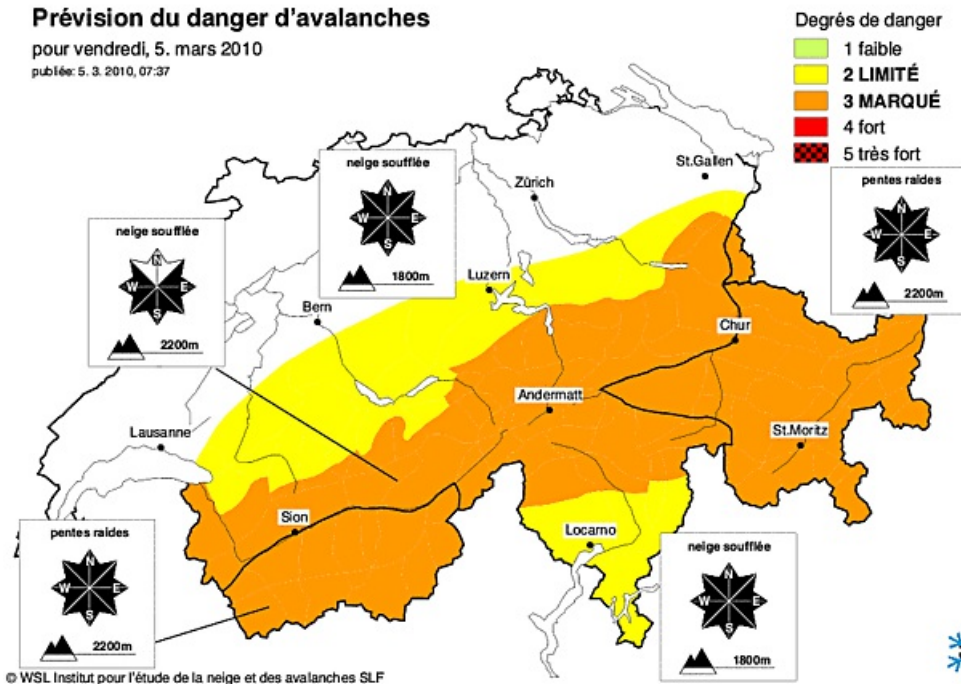 Prévision du danger d'avalanches
pour vendredi, 5. mars 2010
publiée: 5. 3. 2010, 07:37
Degrés de danger
1 faible
2 LIMITÉ
3 MARQUÉ
4 fort
5 très fort
neige soufflée
N
W E
S
1800m
St.Gallen
Zürich
pentes raides
N
W E
S
2200m
neige soufflée
N
W E
S
2200m
Luzern
Bern
Chur
Andermatt
Lausanne
St.Moritz
Sion
Locarno
pentes raides
N
W E
S
2200m
neige soufflée
N
W E
S
1800m
© WSL Institut pour l'étude de la neige et des avalanches SLF